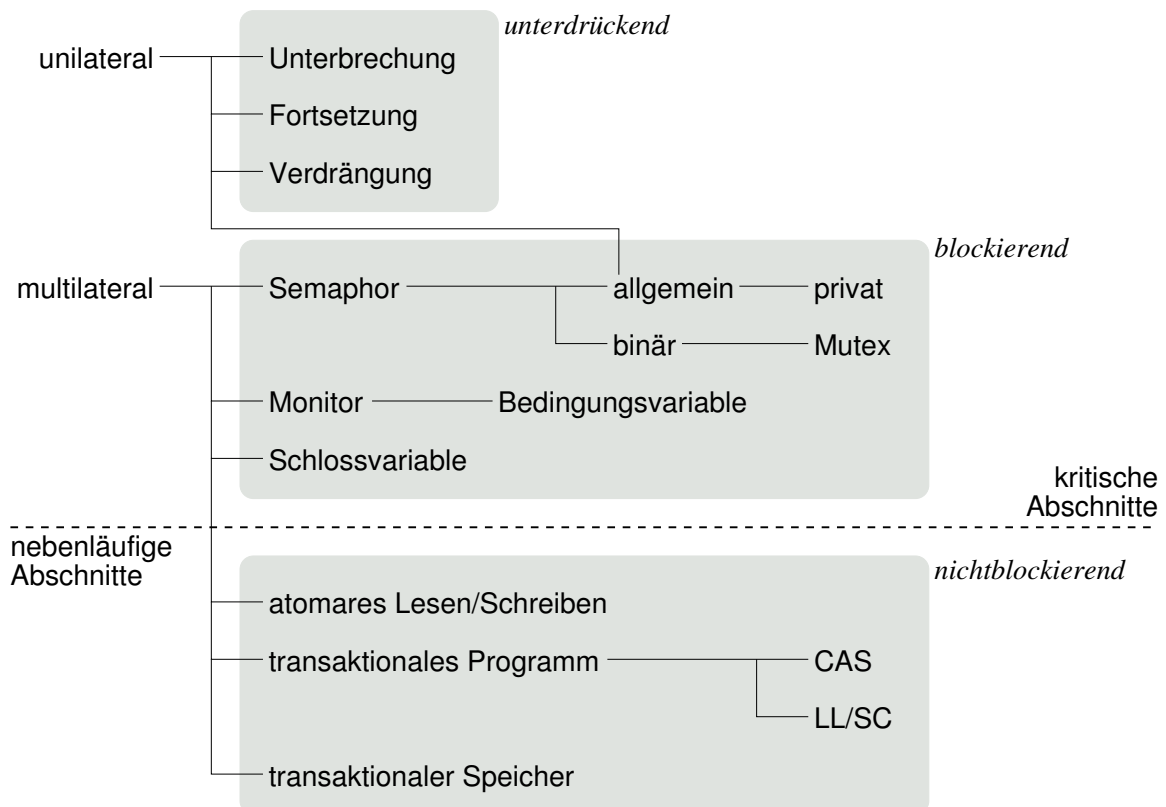 unterdrückend
unilateral Unterbrechung
Fortsetzung
Verdrängung
blockierend
multilateral Semaphor allgemein privat
binär Mutex
Monitor Bedingungsvariable
Schlossvariable
kritische
Abschnitte
nebenläufige
Abschnitte
nichtblockierend
atomares Lesen/Schreiben
transaktionales Programm CAS
LL/SC
transaktionaler Speicher